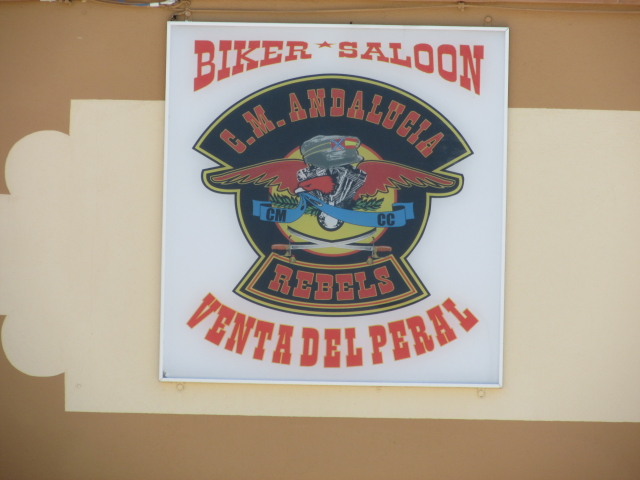 BIKER ★ SALOON
C.M. ANDALUCIA
CM CC
REBELS
VENTA DEL PERAL